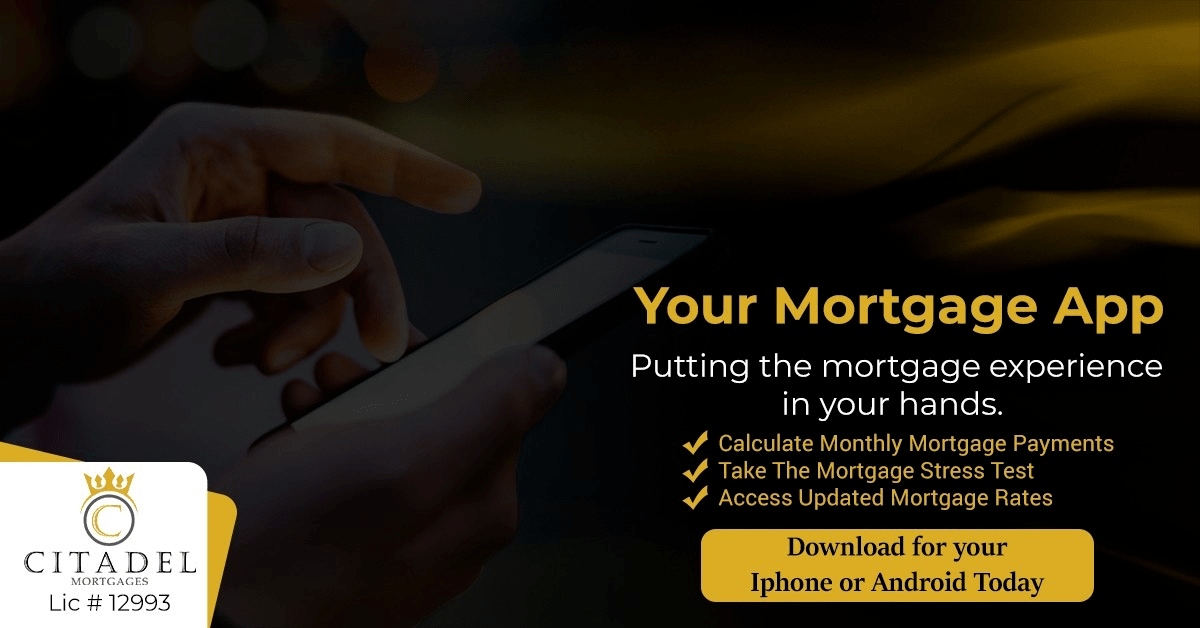 Your Mortgage App
Putting the mortgage experience
in your hands.
Calculate Monthly Mortgage Payments
Take The Mortgage Stress Test
Access Updated Mortgage Rates
Download for your
Iphone or Android Today
C
CITADEL
MORTGAGES
Lic # 12993